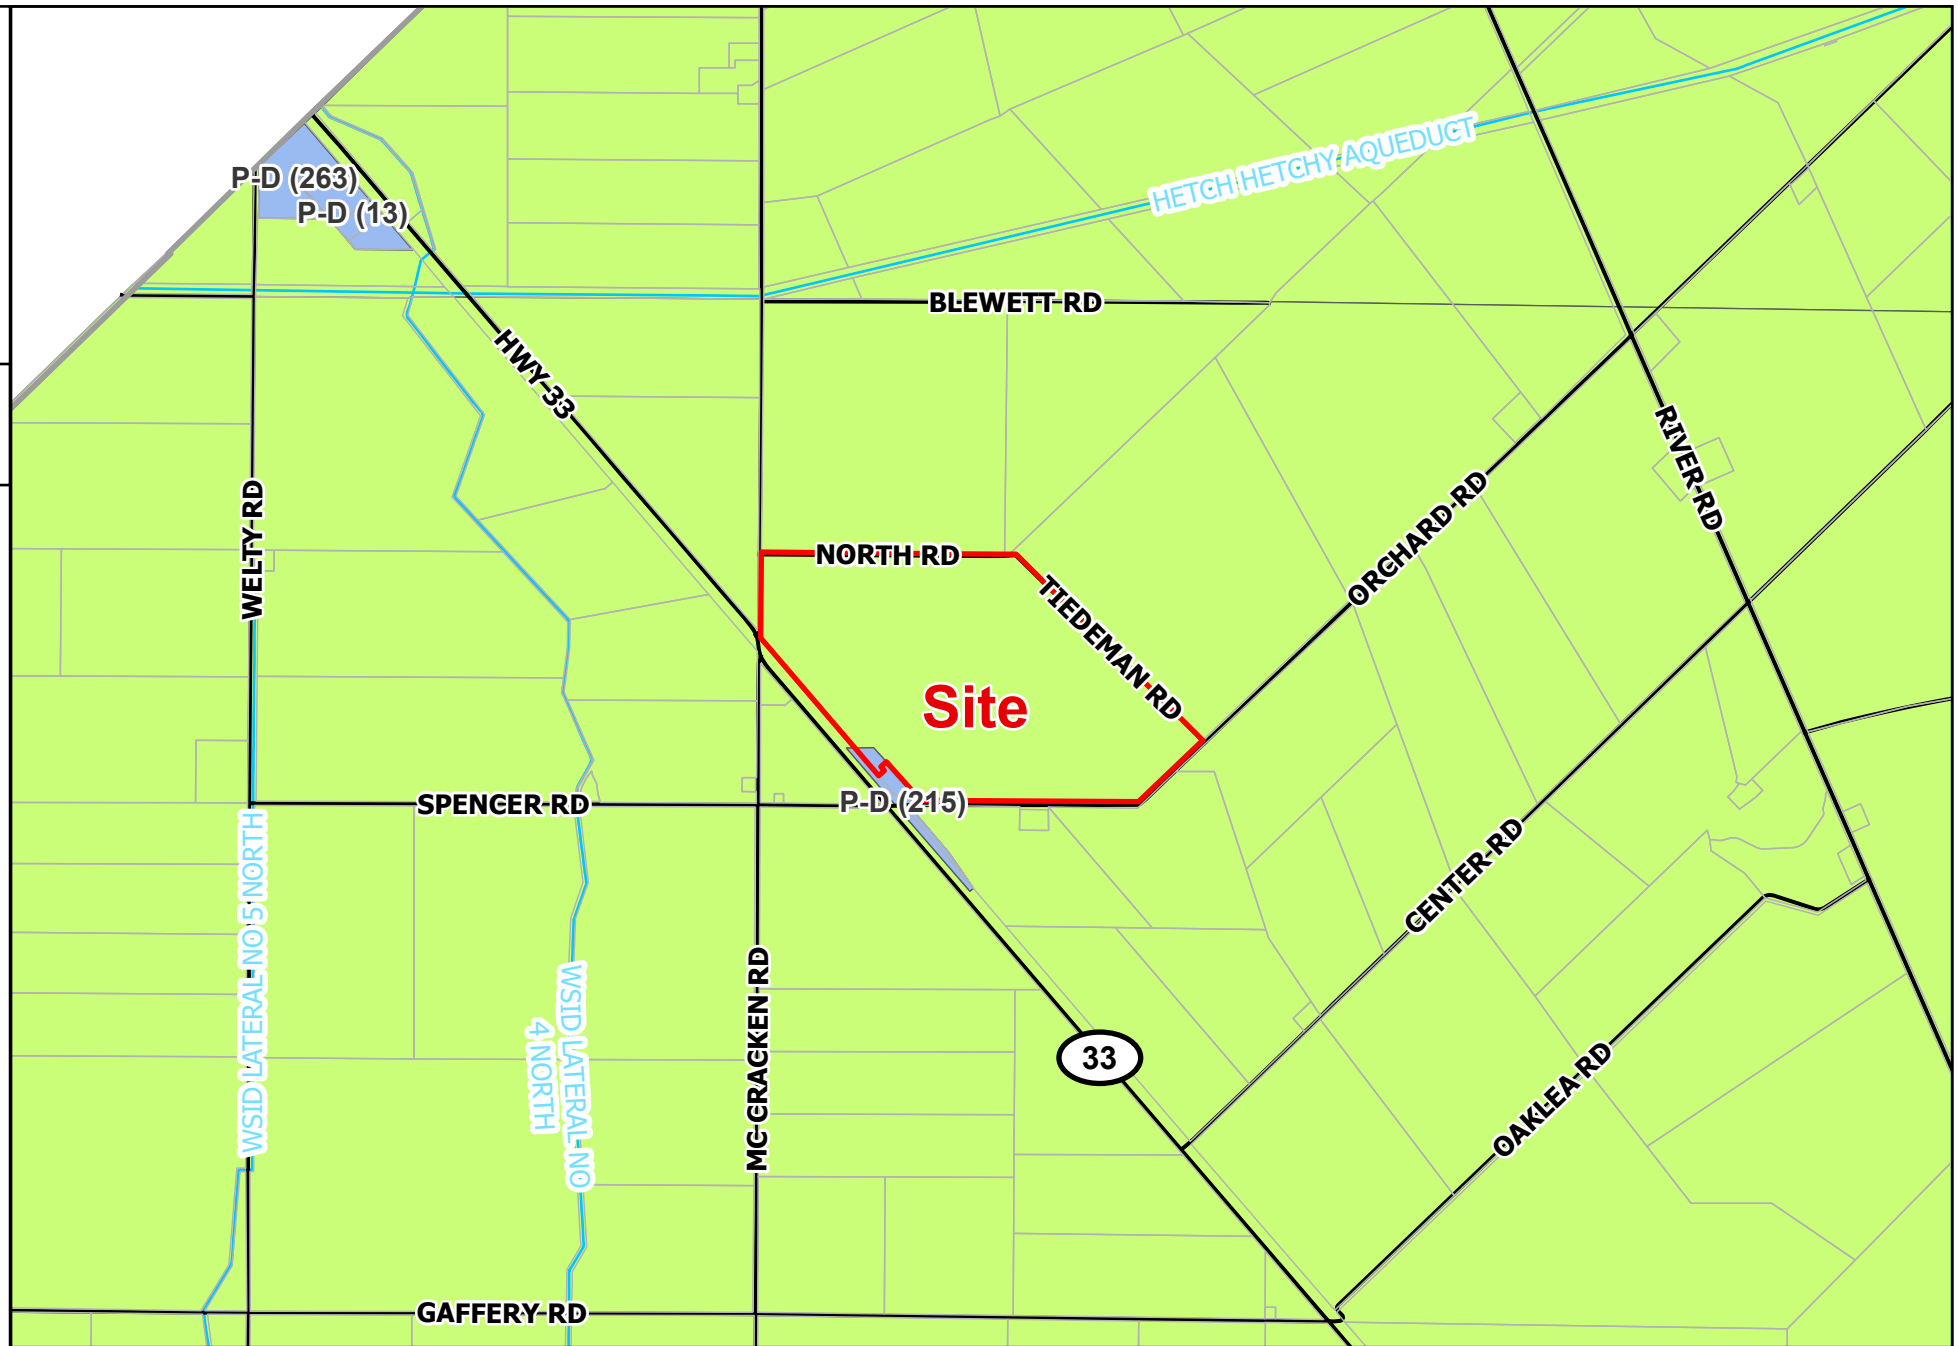 P-D (263)
P-D (13)
HETCH HETCHY AQUEDUCT
BLEWETT RD
HWY 33
WELTY RD
RIVER RD
ORCHARD RD
NORTH RD
TIEDEMAN RD
Site
SPENCER RD
P-D (215)
CENTER RD
WSID LATERAL NO 5 NORTH
WSID LATERAL NO
4 NORTH
MC CRACKEN RD
33
OAKLEA RD
GAFFERY RD